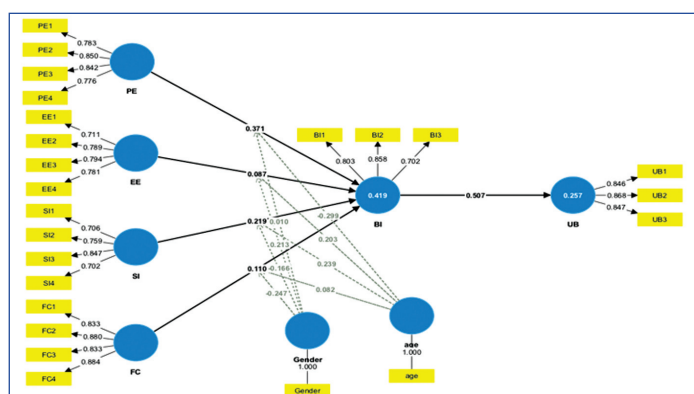 PE1
0.783
PE2
0.850
0.842
PE3
0.776
PE4
PE
EE1
0.711
EE2
0.789
0.794
EE3
0.781
EE4
EE
SI1
0.706
SI2
0.759
0.847
SI3
0.702
SI4
SI
FC1
0.833
FC2
0.880
0.833
FC3
0.884
FC4
FC
0.371
0.087
0.219
0.110
0.010
0.213
-0.166
-0.247
-0.299
0.203
0.239
0.082
BI1
BI2
BI3
0.803
0.858
0.702
0.419
BI
0.507
0.257
UB
0.846
UB1
0.868
UB2
0.847
UB3
Gender
1.000
Gender
age
1.000
age